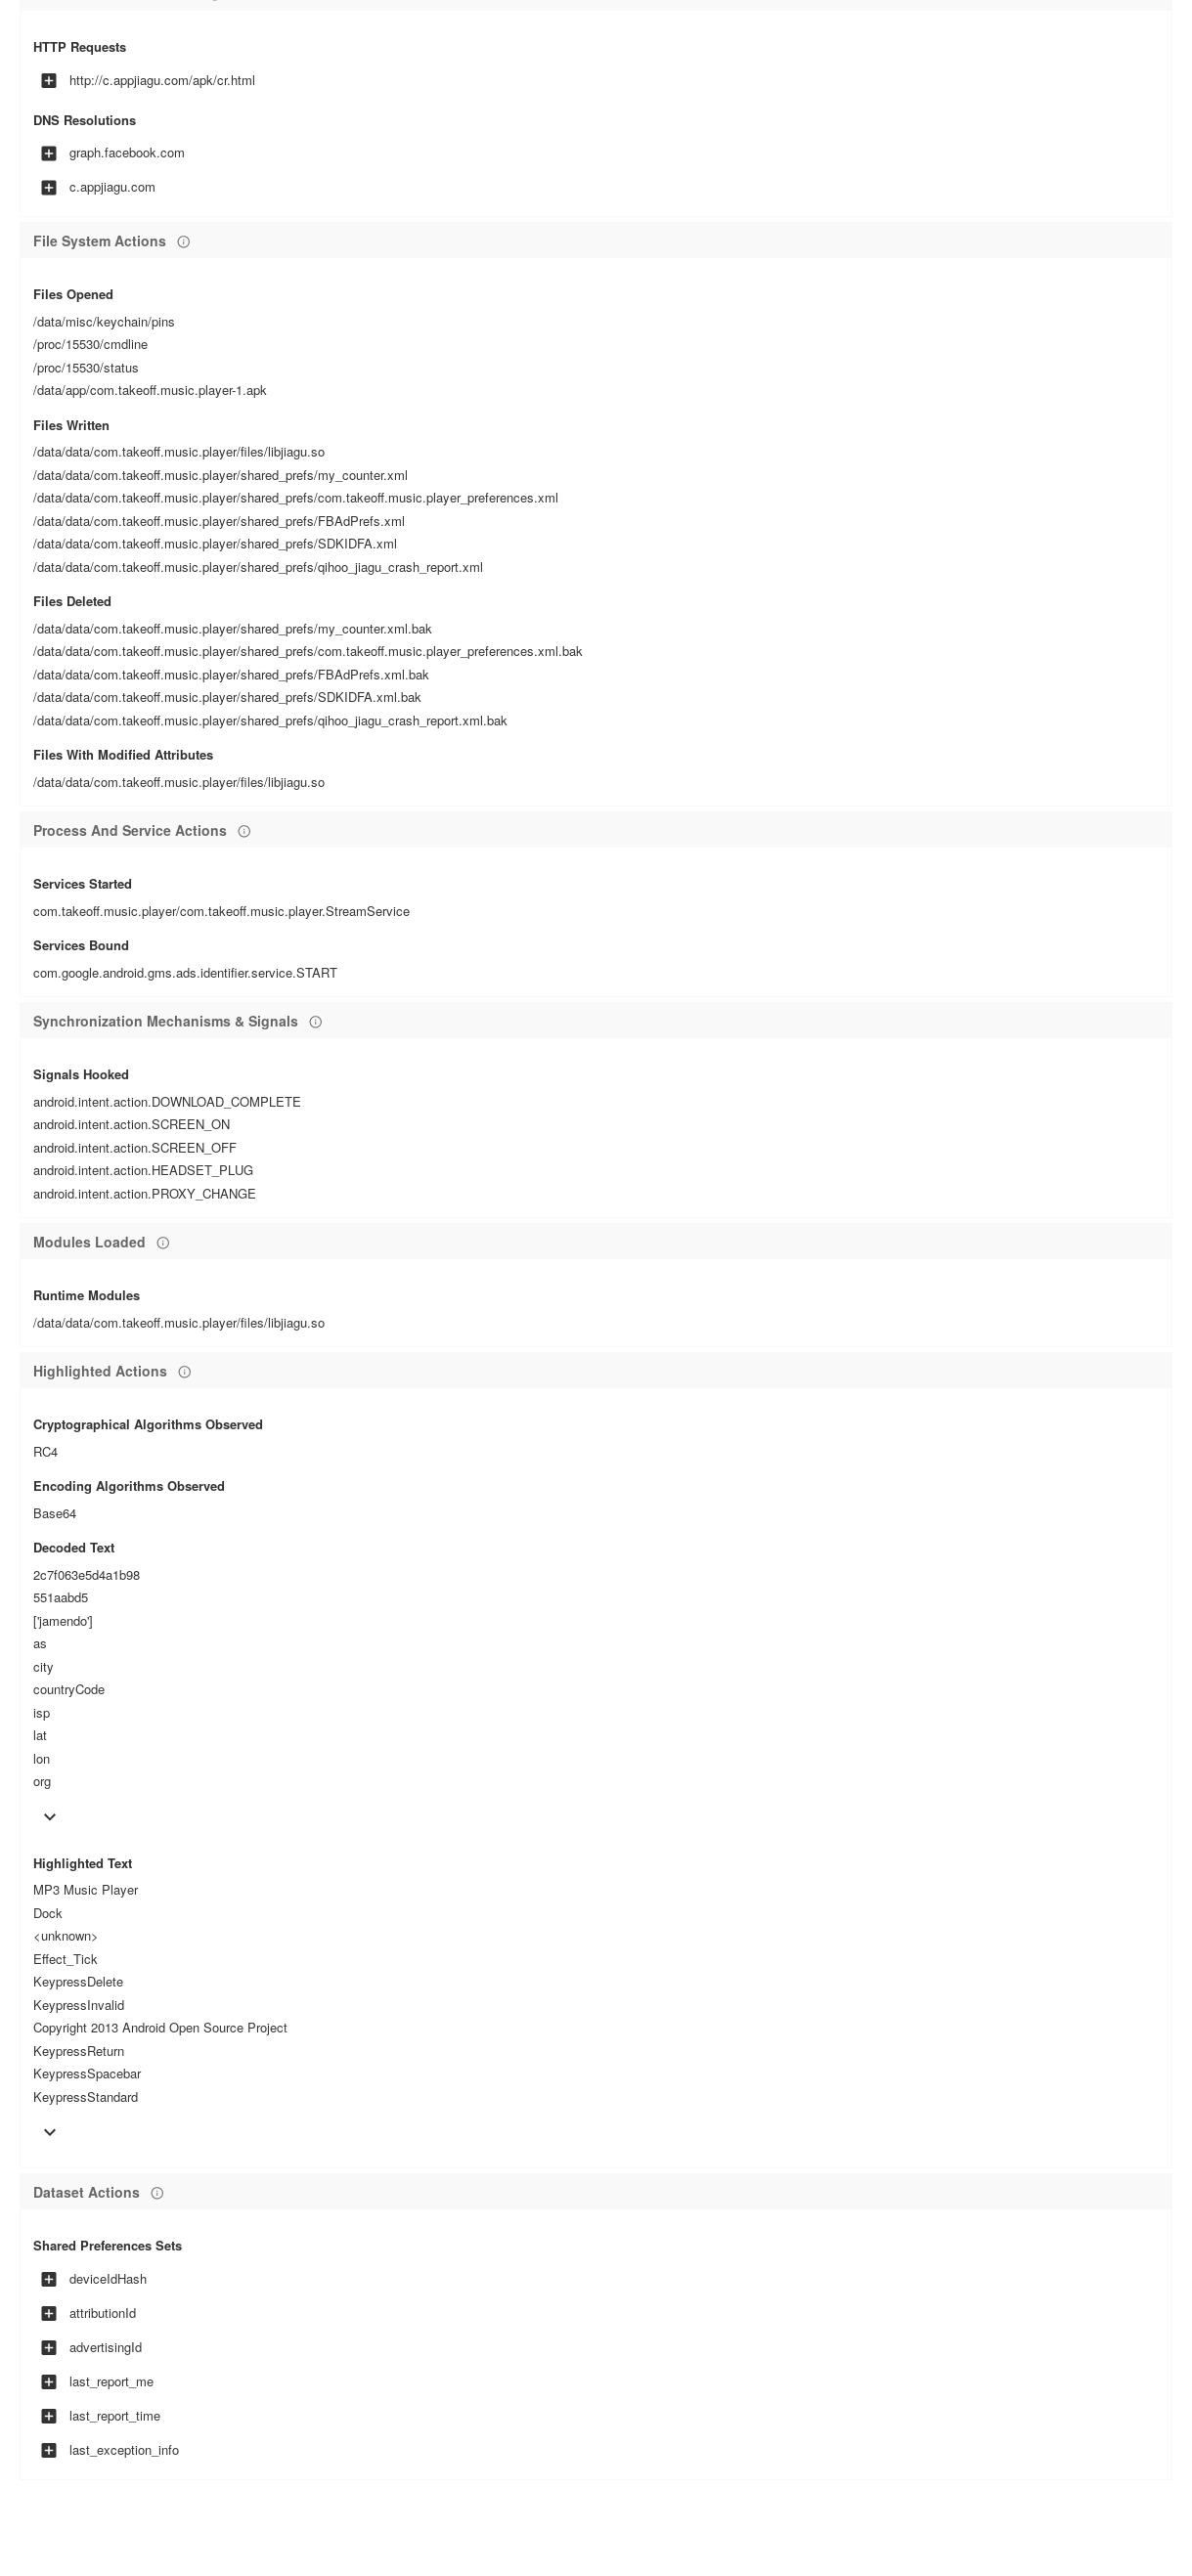 HTTP Requests
http://c.appjiagu.com/apk/cr.html
DNS Resolutions
graph.facebook.com
c.appjiagu.com
File System Actions
Files Opened
/data/misc/keychain/pins
/proc/15530/cmdline
/proc/15530/status
/data/app/com.takeoff.music.player-1.apk
Files Written
/data/data/com.takeoff.music.player/files/libjiagu.so
/data/data/com.takeoff.music.player/shared_prefs/my_counter.xml
/data/data/com.takeoff.music.player/shared_prefs/com.takeoff.music.player_preferences.xml
/data/data/com.takeoff.music.player/shared_prefs/FBAdPrefs.xml
/data/data/com.takeoff.music.player/shared_prefs/SDKIDFA.xml
/data/data/com.takeoff.music.player/shared_prefs/qihoo_jiagu_crash_report.xml
Files Deleted
/data/data/com.takeoff.music.player/shared_prefs/my_counter.xml.bak
/data/data/com.takeoff.music.player/shared_prefs/com.takeoff.music.player_preferences.xml.bak
/data/data/com.takeoff.music.player/shared_prefs/FBAdPrefs.xml.bak
/data/data/com.takeoff.music.player/shared_prefs/SDKIDFA.xml.bak
/data/data/com.takeoff.music.player/shared_prefs/qihoo_jiagu_crash_report.xml.bak
Files With Modified Attributes
/data/data/com.takeoff.music.player/files/libjiagu.so
Process And Service Actions
Services Started
com.takeoff.music.player/com.takeoff.music.player.StreamService
Services Bound
com.google.android.gms.ads.identifier.service.START
Synchronization Mechanisms & Signals
Signals Hooked
android.intent.action.DOWNLOAD_COMPLETE
android.intent.action.SCREEN_ON
android.intent.action.SCREEN_OFF
android.intent.action.HEADSET_PLUG
android.intent.action.PROXY_CHANGE
Modules Loaded
Runtime Modules
/data/data/com.takeoff.music.player/files/libjiagu.so
Highlighted Actions
Cryptographical Algorithms Observed
RC4
Encoding Algorithms Observed
Base64
Decoded Text
2c7f063e5d4a1b98
551aabd5
['jamendo']
as
city
countryCode
isp
lat
lon
org
Highlighted Text
MP3 Music Player
Dock
<unknown>
Effect_Tick
KeypressDelete
KeypressInvalid
Copyright 2013 Android Open Source Project
KeypressReturn
KeypressSpacebar
KeypressStandard
Dataset Actions
Shared Preferences Sets
deviceIdHash
attributionId
advertisingId
last_report_me
last_report_time
last_exception_info